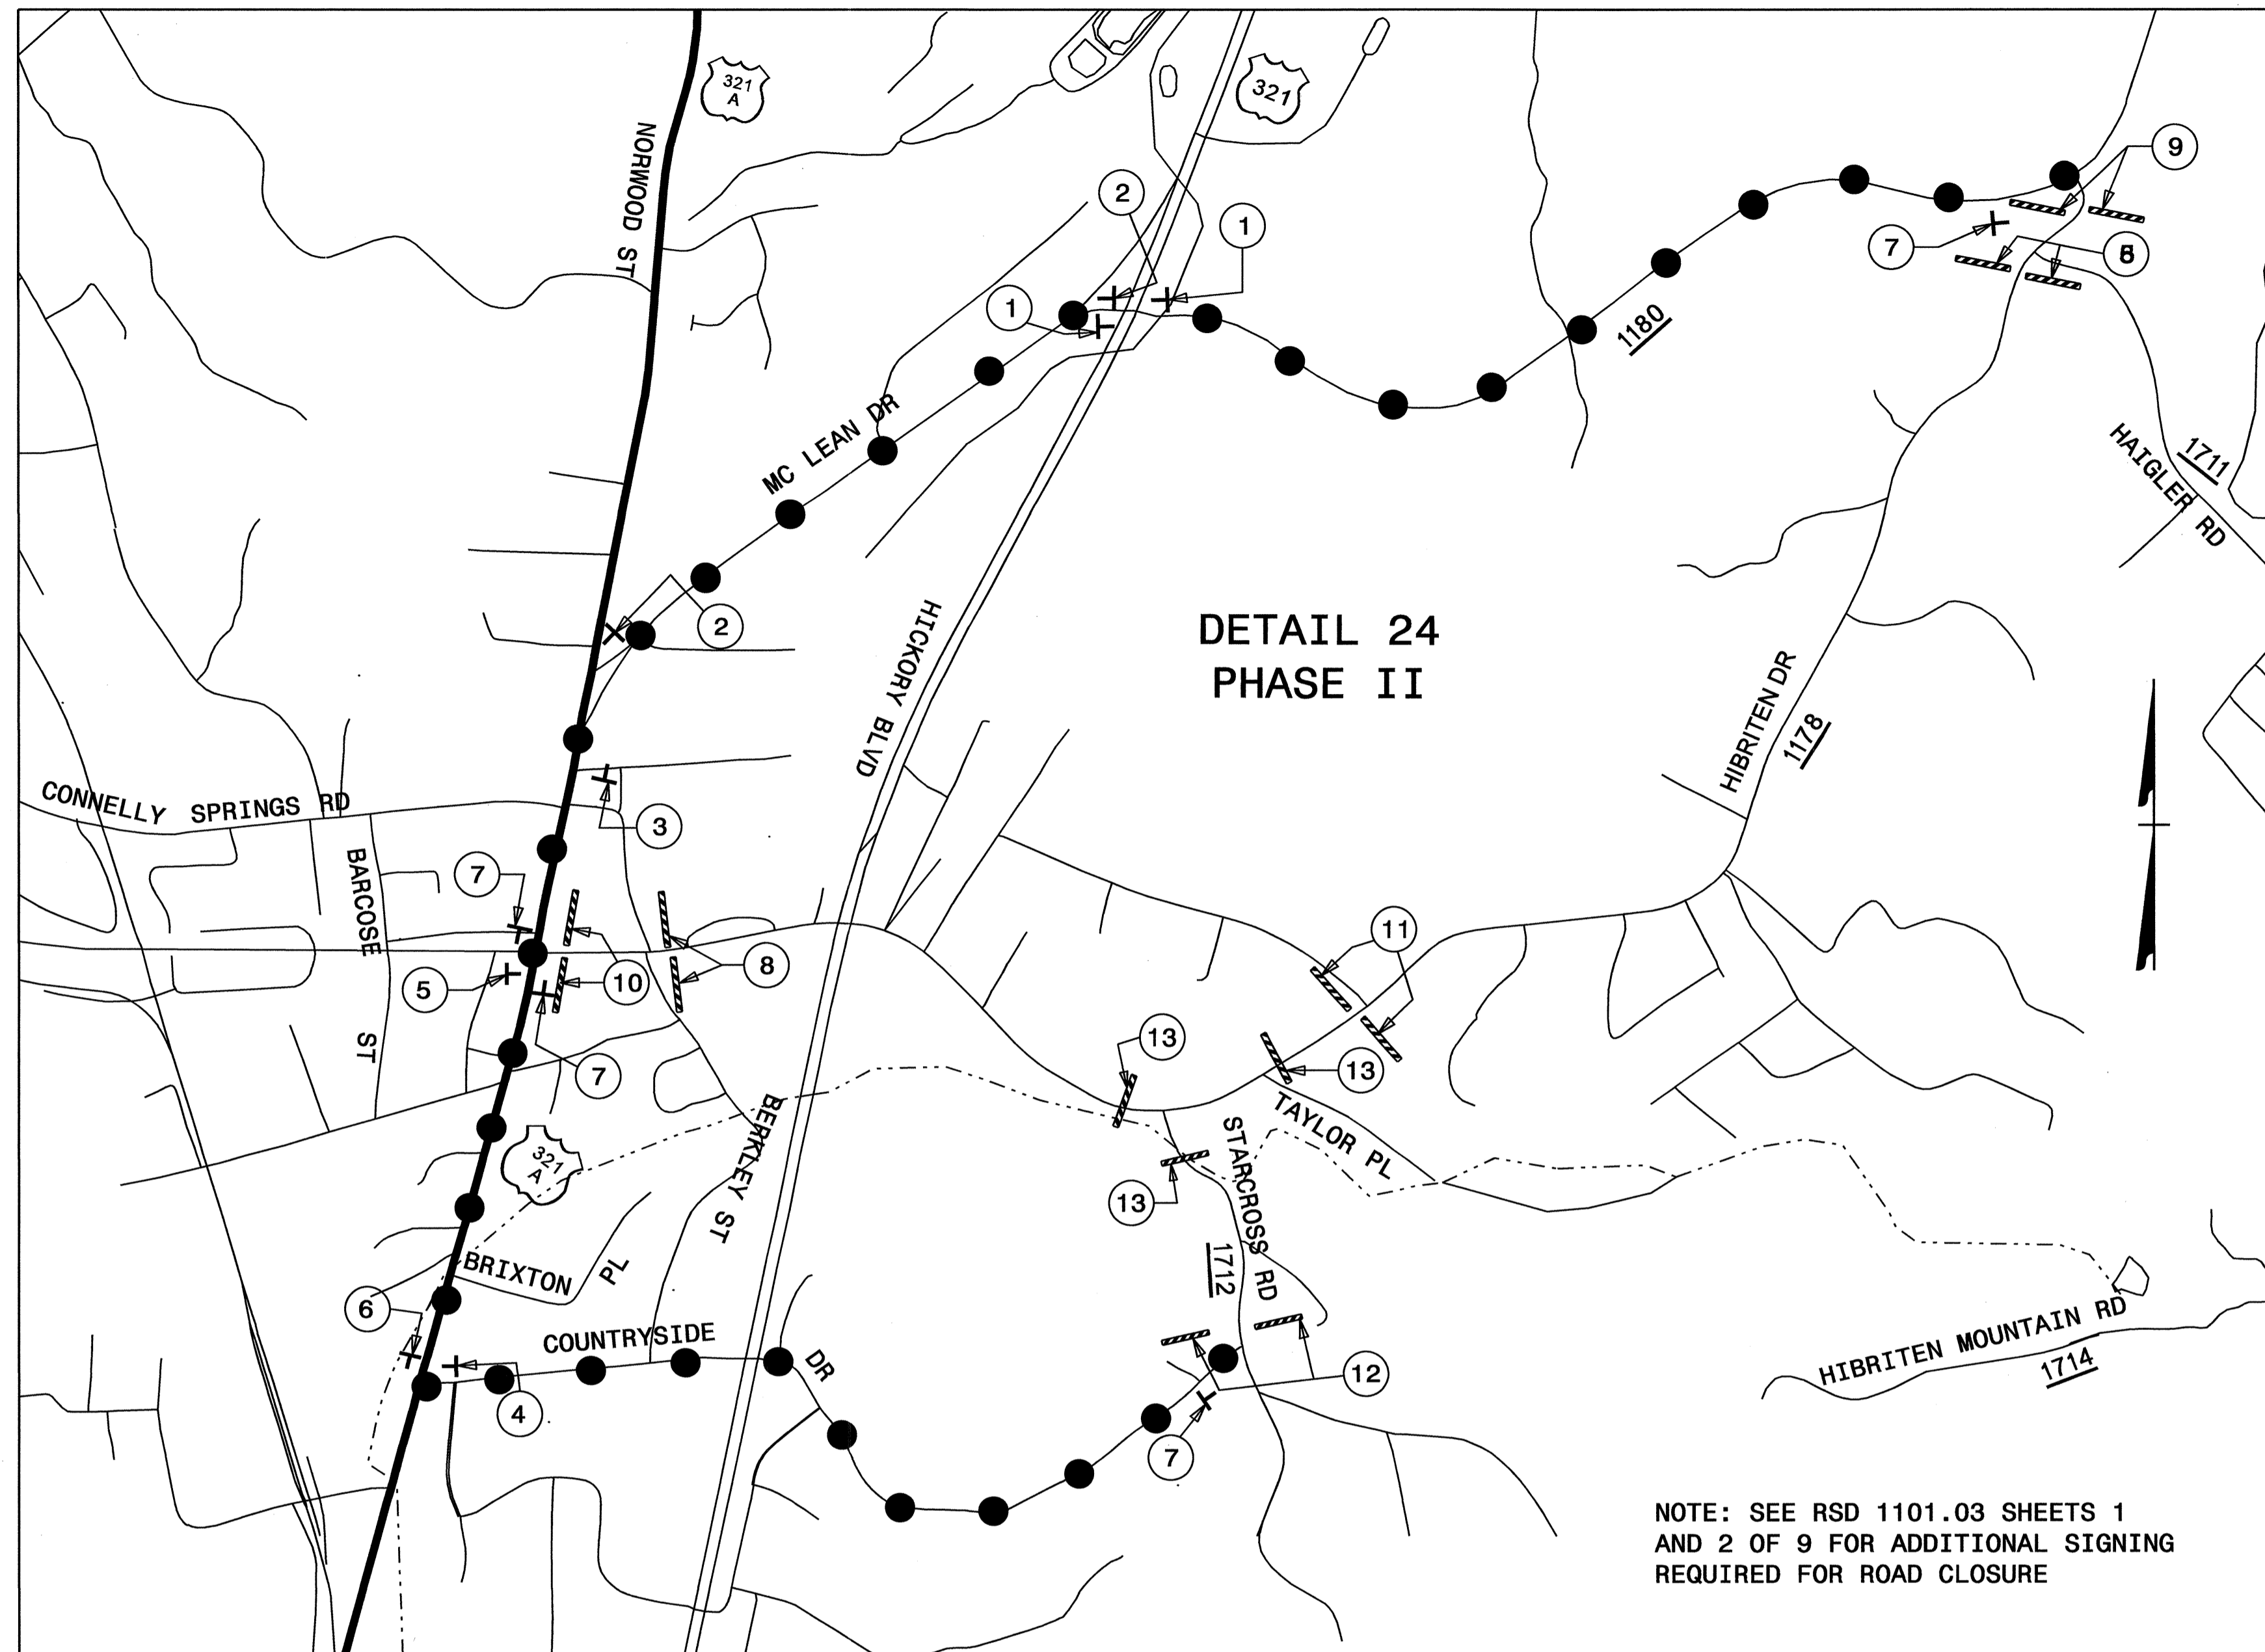 321
A
321
NORWOOD ST
9
2
1
7
1
1180
MC LEAN DR
1711
HAIGLER RD
2
HICKORY BLVD
DETAIL 24
PHASE II
HIBRITEN DR
1178
CONNELLY SPRINGS RD
3
BARCOSE ST
7
10
8
5
11
7
13
13
321
A
BERKLEY ST
TAYLOR PL
13
STARCROSS RD
1712
BRIXTON PL
6
COUNTRYSIDE DR
4
12
7
HIBRITEN MOUNTAIN RD
1714
NOTE: SEE RSD 1101.03 SHEETS 1
AND 2 OF 9 FOR ADDITIONAL SIGNING
REQUIRED FOR ROAD CLOSURE